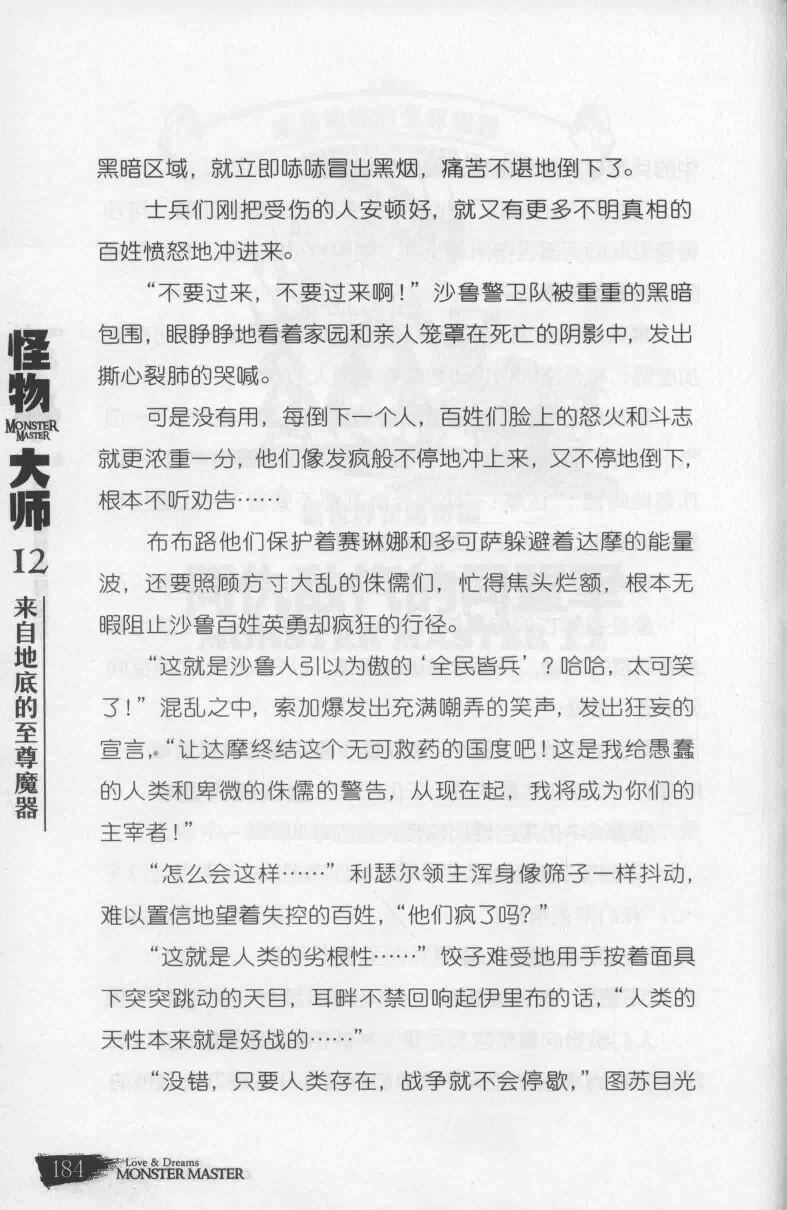 黑暗区域，就立即哧哧冒出黑烟，痛苦不堪地倒下了。
士兵们刚把受伤的人安顿好，就又有更多不明真相的
百姓愤怒地冲进来。
“不要过来，不要过来啊！”沙鲁警卫队被重重的黑暗
包围，眼睁睁地看着家园和亲人笼罩在死亡的阴影中，发出
撕心裂肺的哭喊。
可是没有用，每倒下一个人，百姓们脸上的怒火和斗志
就更浓重一分，他们像发疯般不停地冲上来，又不停地倒下，
根本不听劝告……
布布路他们保护着赛琳娜和多可萨躲避着达摩的能量
波，还要照顾方寸大乱的侏儒们，忙得焦头烂额，根本无
暇阻止沙鲁百姓英勇却疯狂的行径。
“这就是沙鲁人引以为傲的‘全民皆兵’？哈哈，太可笑
了！”混乱之中，索加爆发出充满嘲弄的笑声，发出狂妄的
宣言，“让达摩终结这个无可救药的国度吧！这是我给愚蠢
的人类和卑微的侏儒的警告，从现在起，我将成为你们的
主宰者！”
“怎么会这样……”利瑟尔领主浑身像筛子一样抖动，
难以置信地望着失控的百姓，“他们疯了吗？”
“这就是人类的劣根性……”饺子难受地用手按着面具
下突突跳动的天目，耳畔不禁回响起伊里布的话，“人类的
天性本来就是好战的……”
“没错，只要人类存在，战争就不会停歇，”图苏目光
怪物
MONSTER
MASTER
大师
12
来自地底的至尊魔器
184
Love & Dreams
MONSTER MASTER